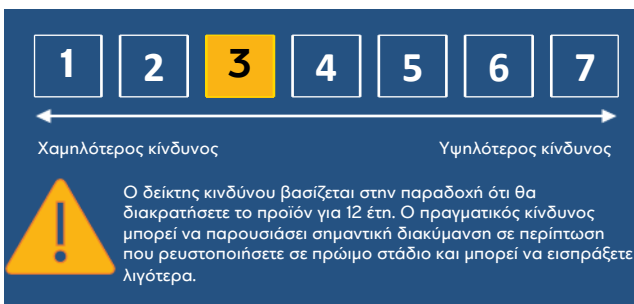 1 2 3 4 5 6 7
Χαμηλότερος κίνδυνος Υψηλότερος κίνδυνος
Ο δείκτης κινδύνου βασίζεται στην παραδοχή ότι θα
διακρατήσετε το προϊόν για 12 έτη. Ο πραγματικός κίνδυνος
μπορεί να παρουσιάσει σημαντική διακύμανση σε περίπτωση
που ρευστοποιήσετε σε πρώιμο στάδιο και μπορεί να εισπράξετε
λιγότερα.